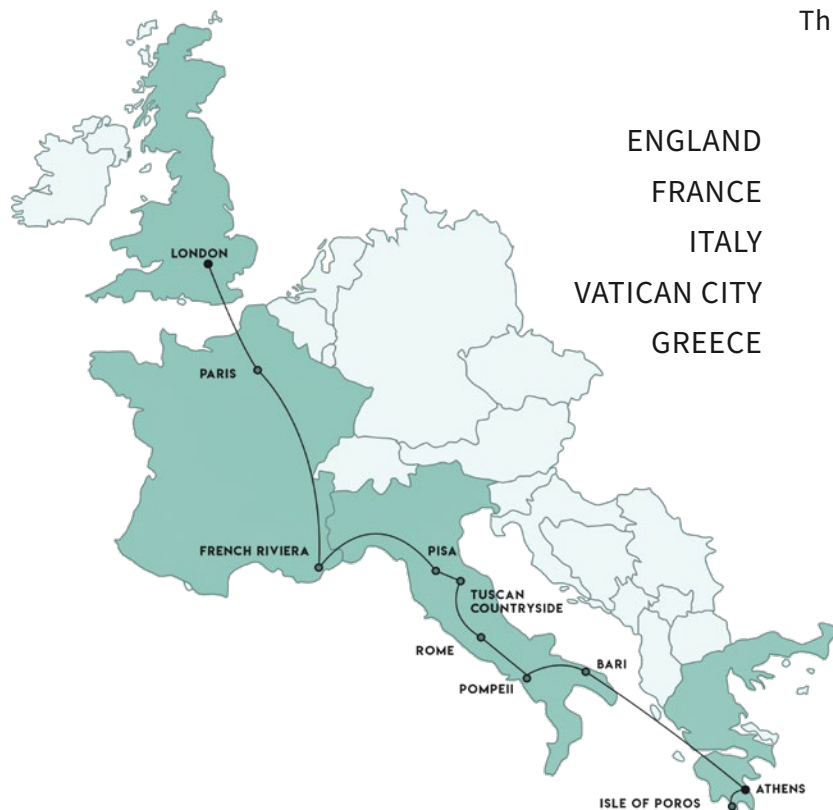 Th
ENGLAND
FRANCE
ITALY
VATICAN CITY
GREECE
LONDON
PARIS
FRENCH RIVIERA
PISA
TUSCAN
COUNTRYSIDE
ROME
BARI
POMPEII
ATHENS
ISLE OF POROS